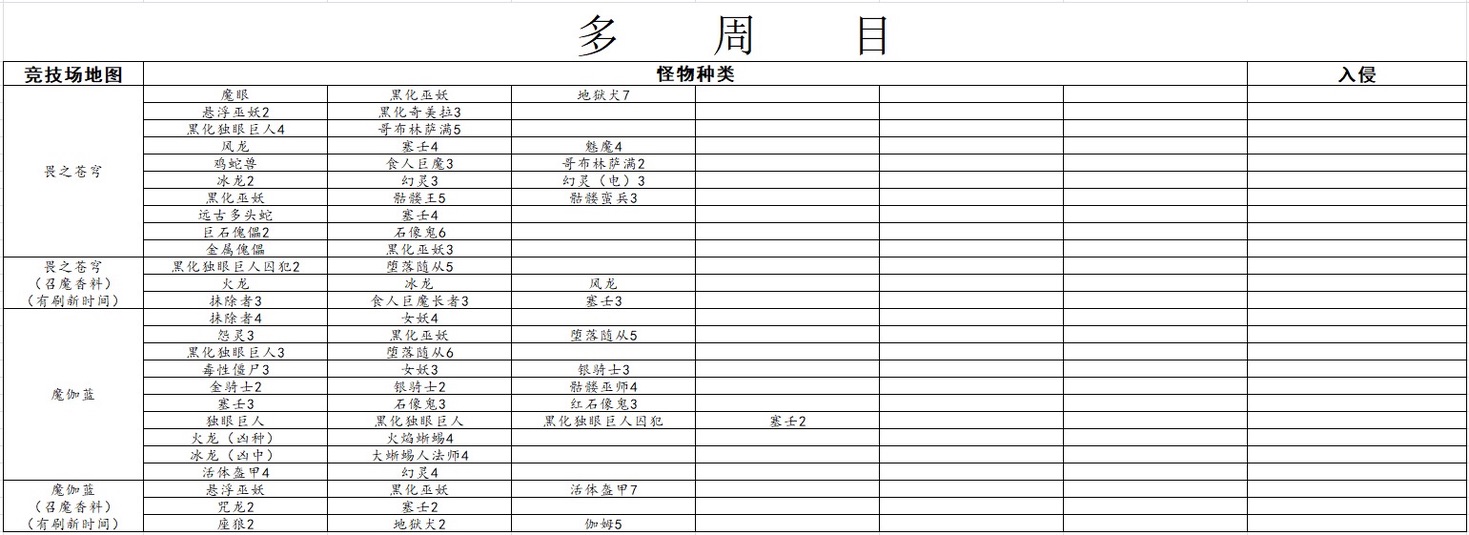 多 周 目
竞技场地图 怪物种类 入侵
魔眼 黑化巫妖 地狱犬7
悬浮巫妖2 黑化奇美拉3
黑化独眼巨人4 哥布林萨满5
风龙 塞壬4 魅魔4
畏之苍穹 鸡蛇兽 食人巨魔3 哥布林萨满2
冰龙2 幻灵3 幻灵（电）3
黑化巫妖 骷髅王5 骷髅蛮兵3
远古多头蛇 塞壬4
巨石傀儡2 石像鬼6
金属傀儡 黑化巫妖3
畏之苍穹 黑化独眼巨人囚犯2 堕落随从5
（召魔香料） 火龙 冰龙 风龙
（有刷新时间） 抹除者3 食人巨魔长者3 塞壬3
抹除者4 女妖4
怨灵3 黑化巫妖 堕落随从5
黑化独眼巨人3 堕落随从6
毒性僵尸3 女妖3 银骑士3
魔伽蓝 金骑士2 银骑士2 骷髅巫师4
塞壬3 石像鬼3 红石像鬼3
独眼巨人 黑化独眼巨人 黑化独眼巨人囚犯 塞壬2
火龙（凶种） 火焰蜥蜴4
冰龙（凶中） 大蜥蜴人法师4
活体盔甲4 幻灵4
魔伽蓝 悬浮巫妖 黑化巫妖 活体盔甲7
（召魔香料） 咒龙2 塞壬2
（有刷新时间） 座狼2 地狱犬2 伽姆5